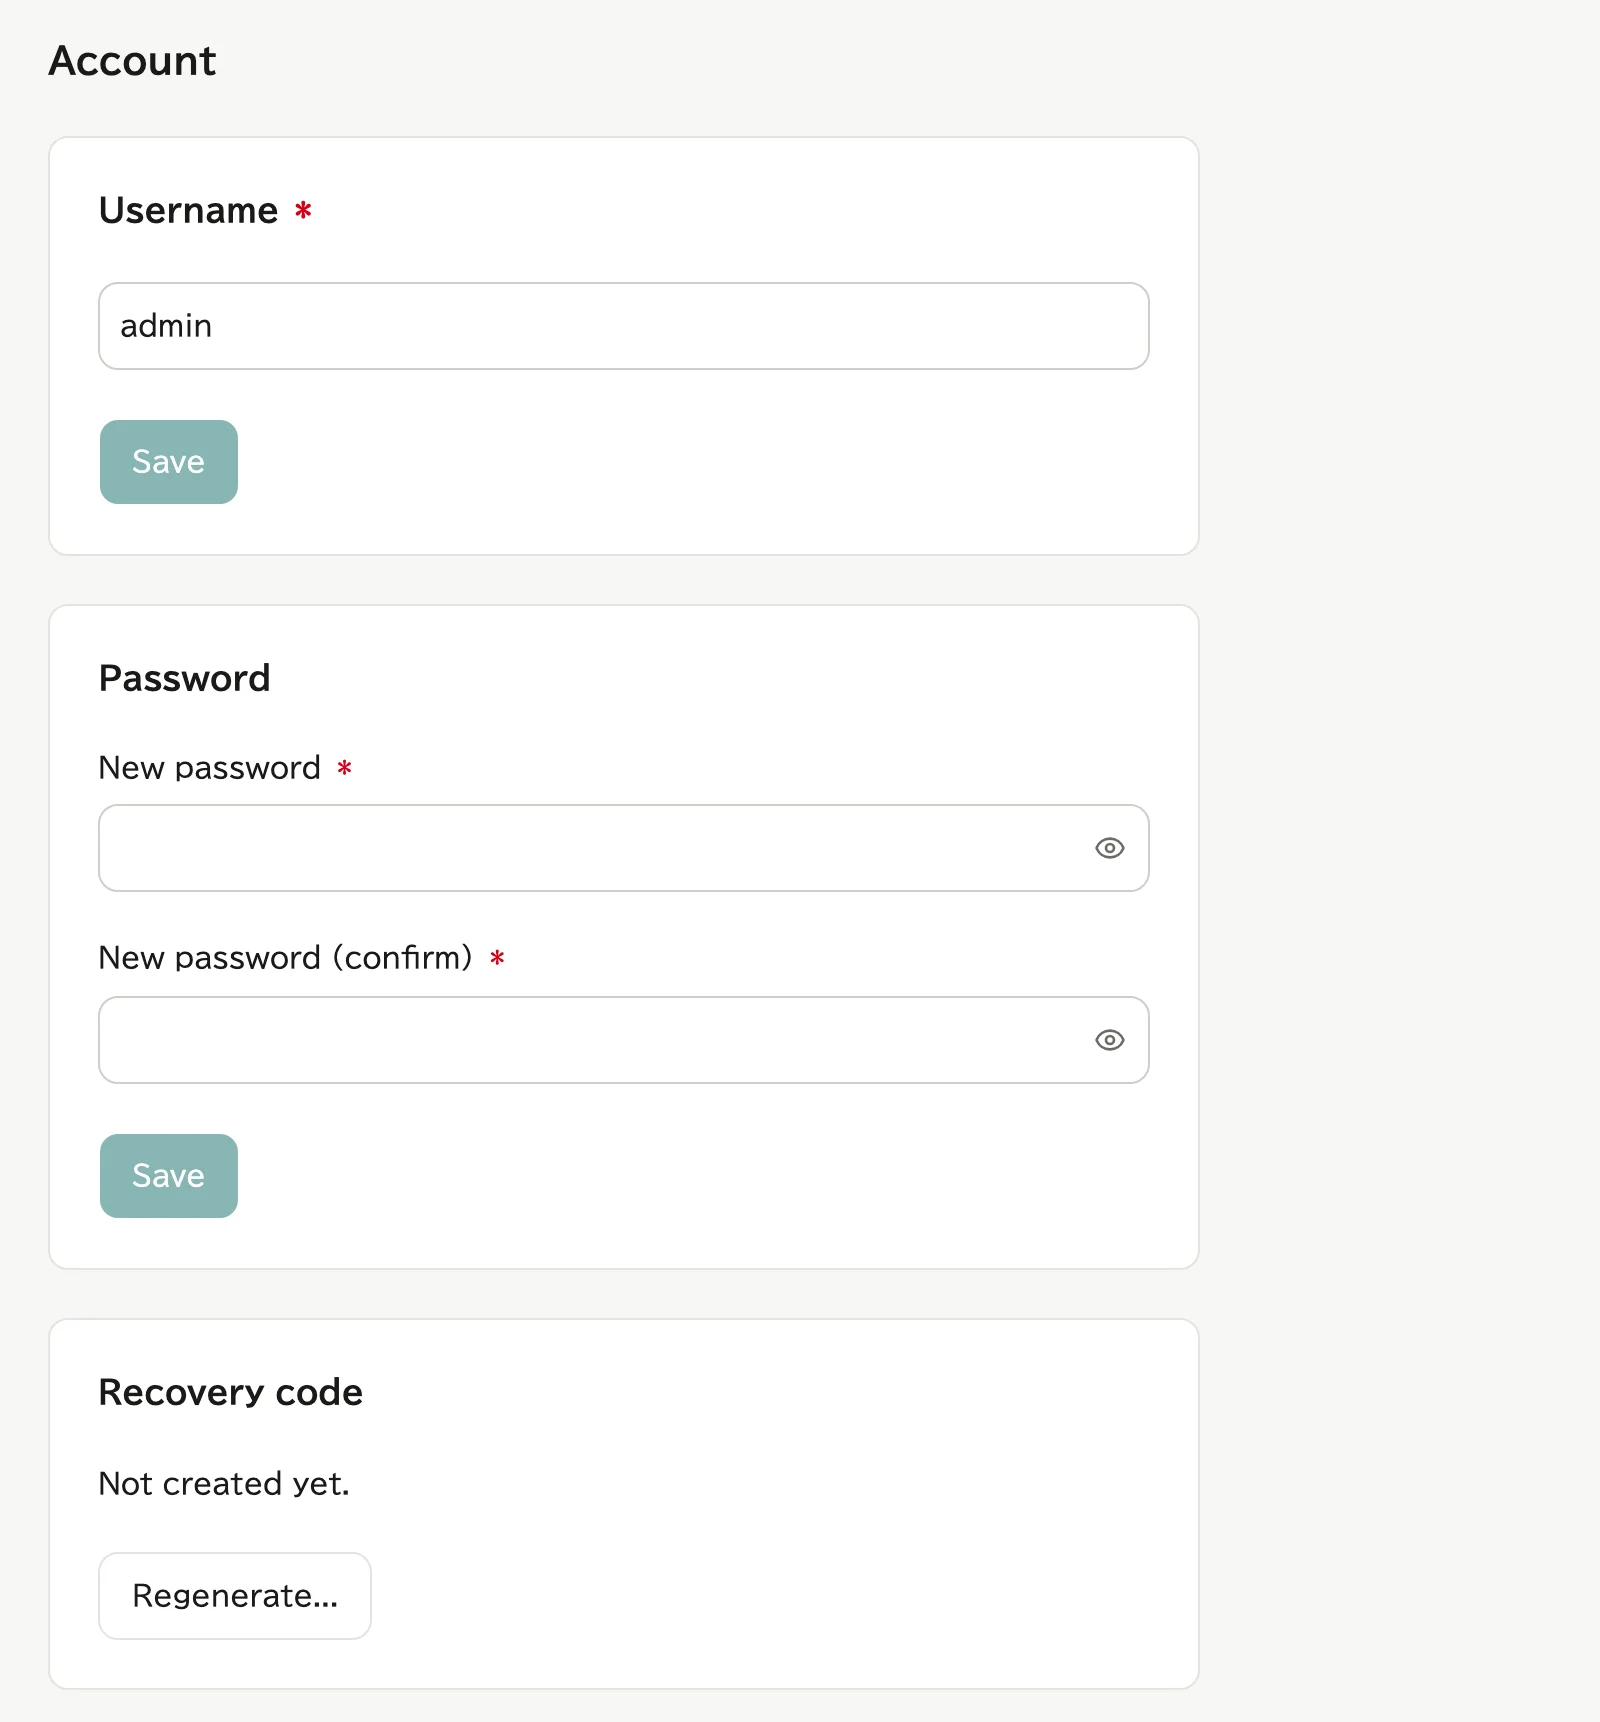 Account
Username *
admin
Save
Password
New password *
New password (confirm) *
Save
Recovery code
Not created yet.
Regenerate...